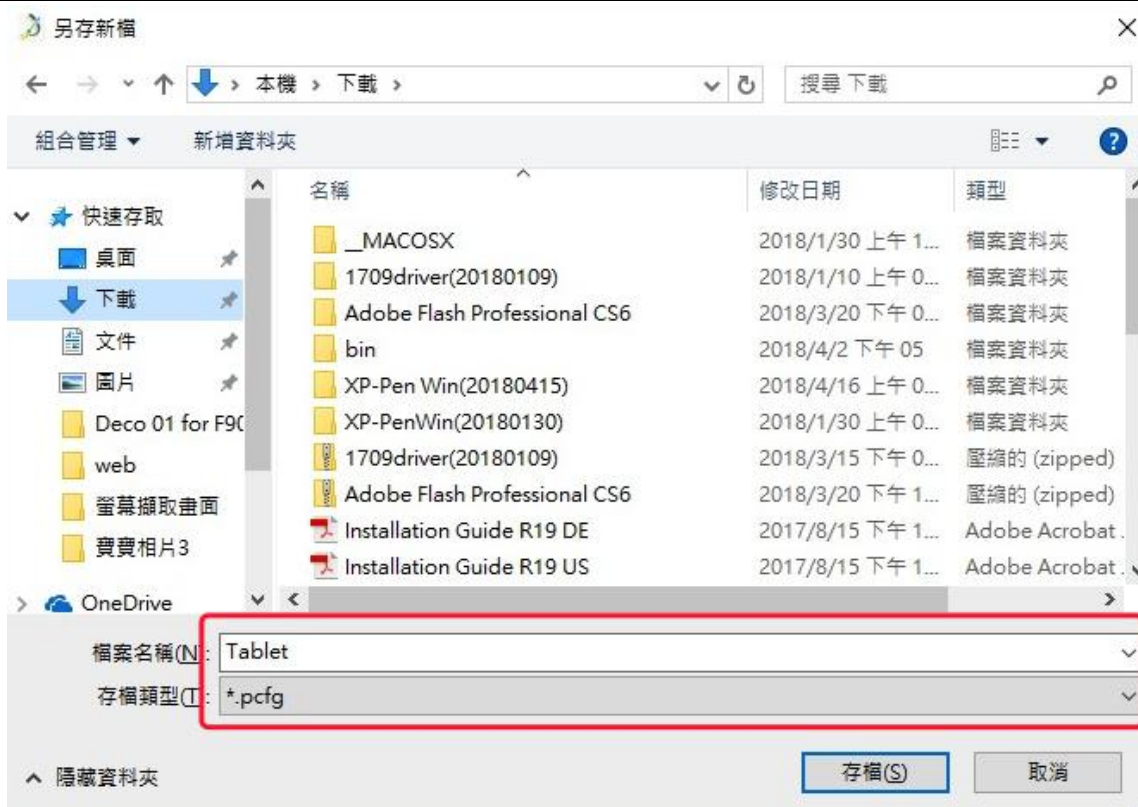 另存新檔
本機 › 下載 ›
搜尋 下載
組合管理
新增資料夾
快速存取
桌面
下載
文件
圖片
Deco 01 for F90
web
螢幕擷取畫面
寶寶相片3
OneDrive
名稱 修改日期 類型
__MACOSX 2018/1/30 上午 1... 檔案資料夾
1709driver(20180109) 2018/1/10 上午 0... 檔案資料夾
Adobe Flash Professional CS6 2018/3/20 下午 0... 檔案資料夾
bin 2018/4/2 下午 05 檔案資料夾
XP-Pen Win(20180415) 2018/4/16 上午 0... 檔案資料夾
XP-PenWin(20180130) 2018/1/30 上午 0... 檔案資料夾
1709driver(20180109) 2018/3/15 下午 0... 壓縮的 (zipped)
Adobe Flash Professional CS6 2018/3/20 下午 1... 壓縮的 (zipped)
Installation Guide R19 DE 2017/8/15 下午 1... Adobe Acrobat .
Installation Guide R19 US 2017/8/15 下午 1... Adobe Acrobat .
檔案名稱(N): Tablet
存檔類型(T): *.pcfg
隱藏資料夾
存檔(S)
取消